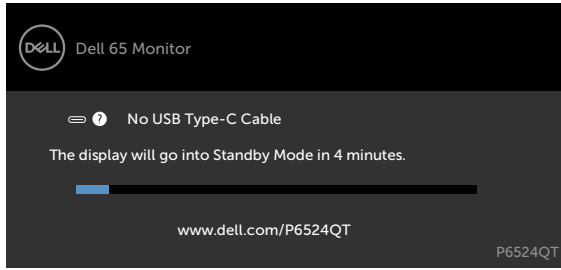 DELL Dell 65 Monitor
? No USB Type-C Cable
The display will go into Standby Mode in 4 minutes.
www.dell.com/P6524QT
P6524QT